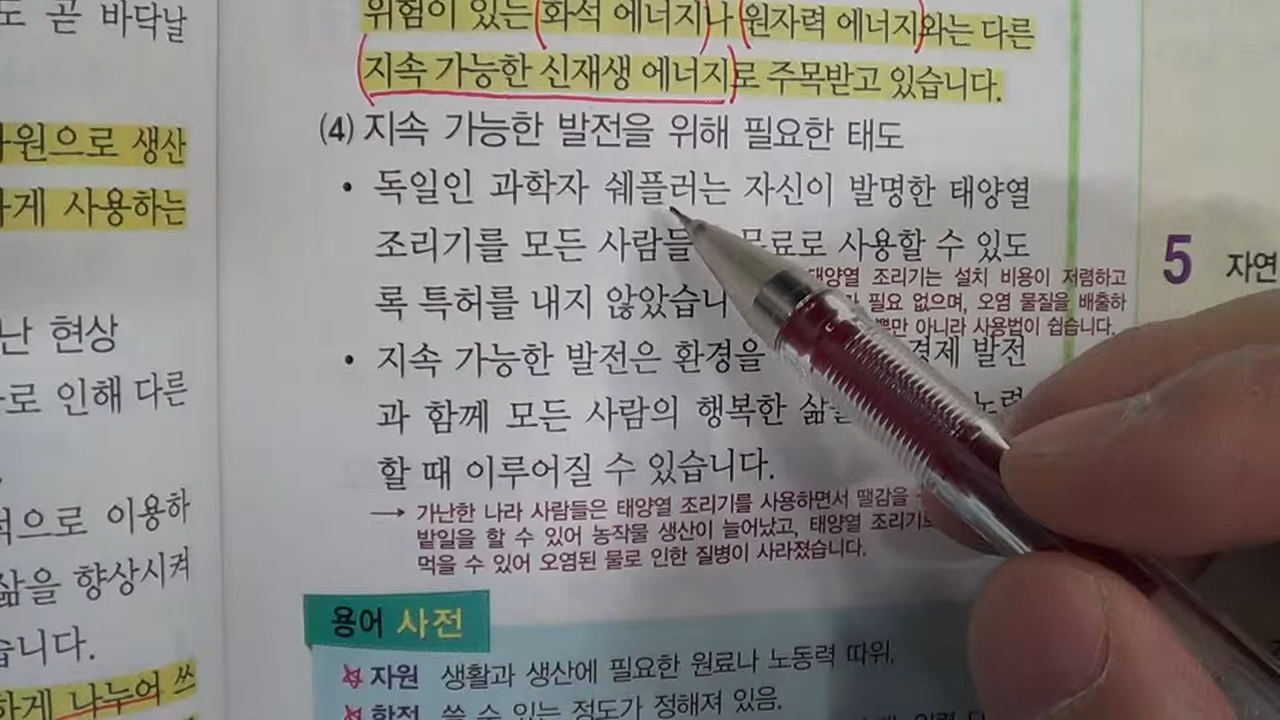 도 곧 바닷날
자원으로 생산
하게 사용하는
난 현상
로 인해 다른
적으로 이용하
삶을 향상시켜
습니다.
하게 나누어 쓰
위험이 있는 화석 에너지나 원자력 에너지와는 다른
지속 가능한 신재생 에너지로 주목받고 있습니다.
(4) 지속 가능한 발전을 위해 필요한 태도
• 독일인 과학자 쉐플러는 자신이 발명한 태양열
조리기를 모든 사람들 무료로 사용할 수 있도
록 특허를 내지 않았습니
태양열 조리기는 설치 비용이 저렴하고
필요 없으며, 오염 물질을 배출하
뿐만 아니라 사용법이 쉽습니다.
• 지속 가능한 발전은 환경을 경제 발전
과 함께 모든 사람의 행복한 삶을 노력
할 때 이루어질 수 있습니다.
→ 가난한 나라 사람들은 태양열 조리기를 사용하면서 땔감을
밭일을 할 수 있어 농작물 생산이 늘어났고, 태양열 조리기로
먹을 수 있어 오염된 물로 인한 질병이 사라졌습니다.
용어 사전
자원 생활과 생산에 필요한 원료나 노동력 따위.
한정 쓸 수 있는 정도가 정해져 있음.
5 자연